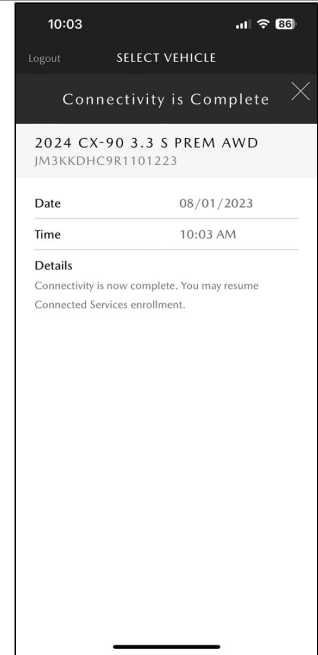 10:03
86
Logout SELECT VEHICLE
Connectivity is Complete
2024 CX-90 3.3 S PREM AWD
JM3KKDHC9R1101223
Date 08/01/2023
Time 10:03 AM
Details
Connectivity is now complete. You may resume
Connected Services enrollment.